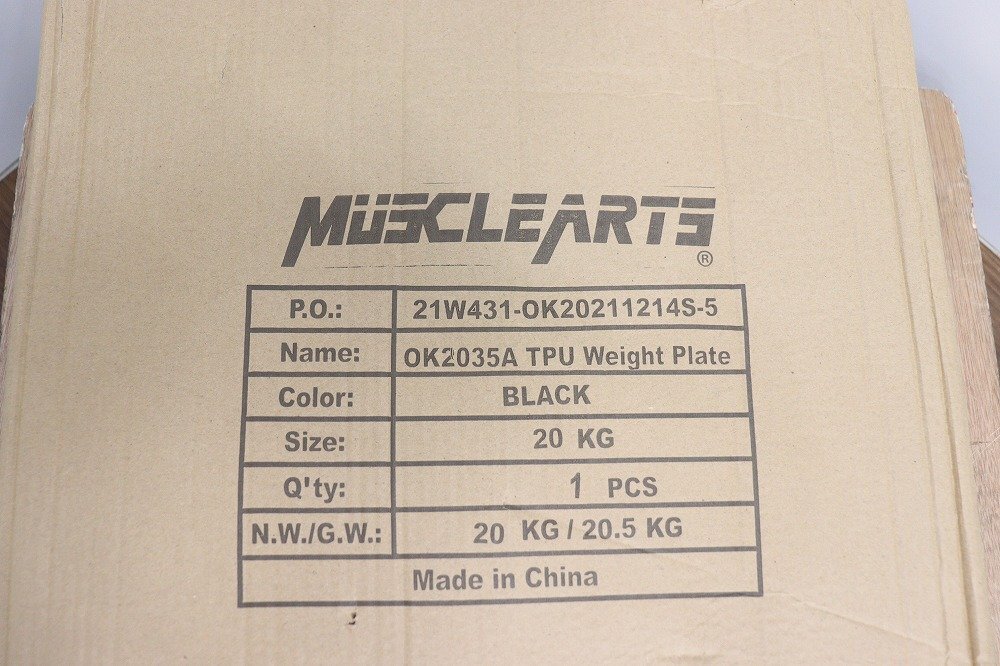 MUSCLEARTS®
P.O.: 21W431-OK20211214S-5
Name: OK2035A TPU Weight Plate
Color: BLACK
Size: 20 KG
Q'ty: 1 PCS
N.W./G.W.: 20 KG / 20.5 KG
Made in China